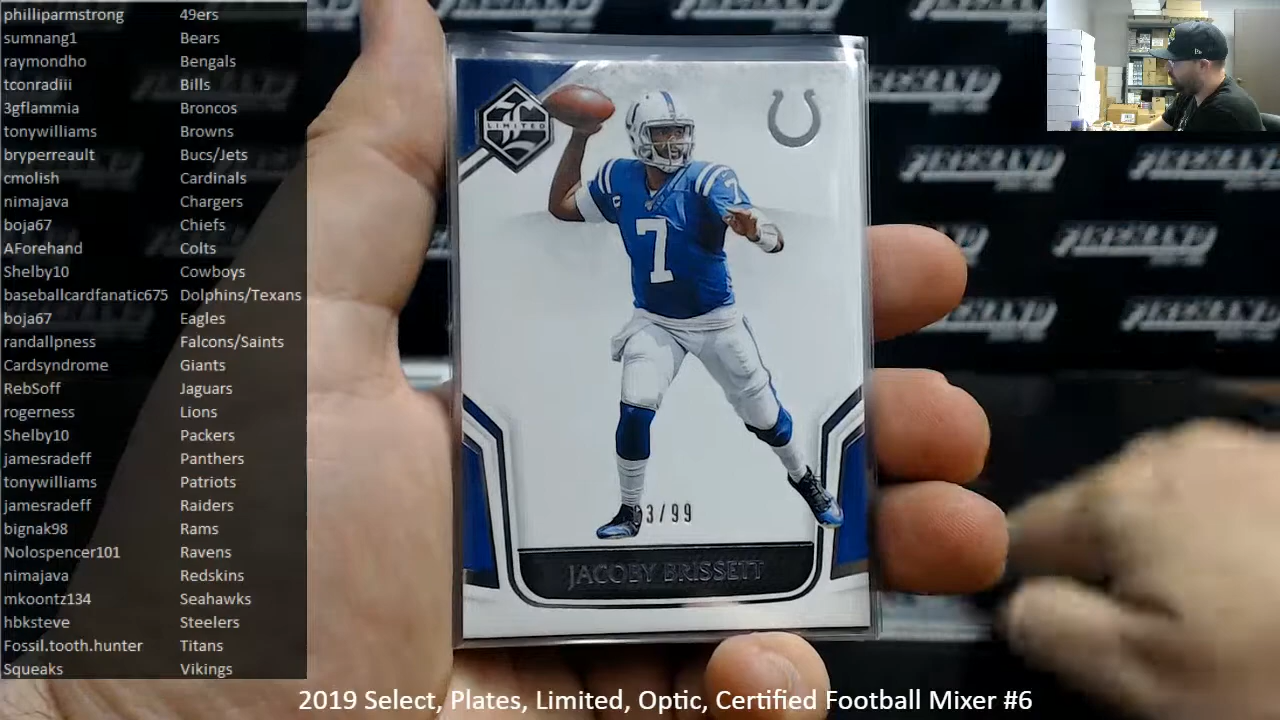 philliparmstrong 49ers
sumnang1 Bears
raymondho Bengals
tconradiii Bills
3gflammia Broncos
tonywilliams Browns
bryperreault Bucs/Jets
cmolish Cardinals
nimajava Chargers
boja67 Chiefs
AForehand Colts
Shelby10 Cowboys
baseballcardfanatic675 Dolphins/Texans
boja67 Eagles
randallpness Falcons/Saints
Cardsyndrome Giants
RebSoff Jaguars
rogerness Lions
Shelby10 Packers
jamesradeff Panthers
tonywilliams Patriots
jamesradeff Raiders
bignak98 Rams
Nolospencer101 Ravens
nimajava Redskins
mkoontz134 Seahawks
hbksteve Steelers
Fossil.tooth.hunter Titans
Squeaks Vikings
LIMITED
7
7
3/99
JACOBY BRISSETT
2019 Select, Plates, Limited, Optic, Certified Football Mixer #6